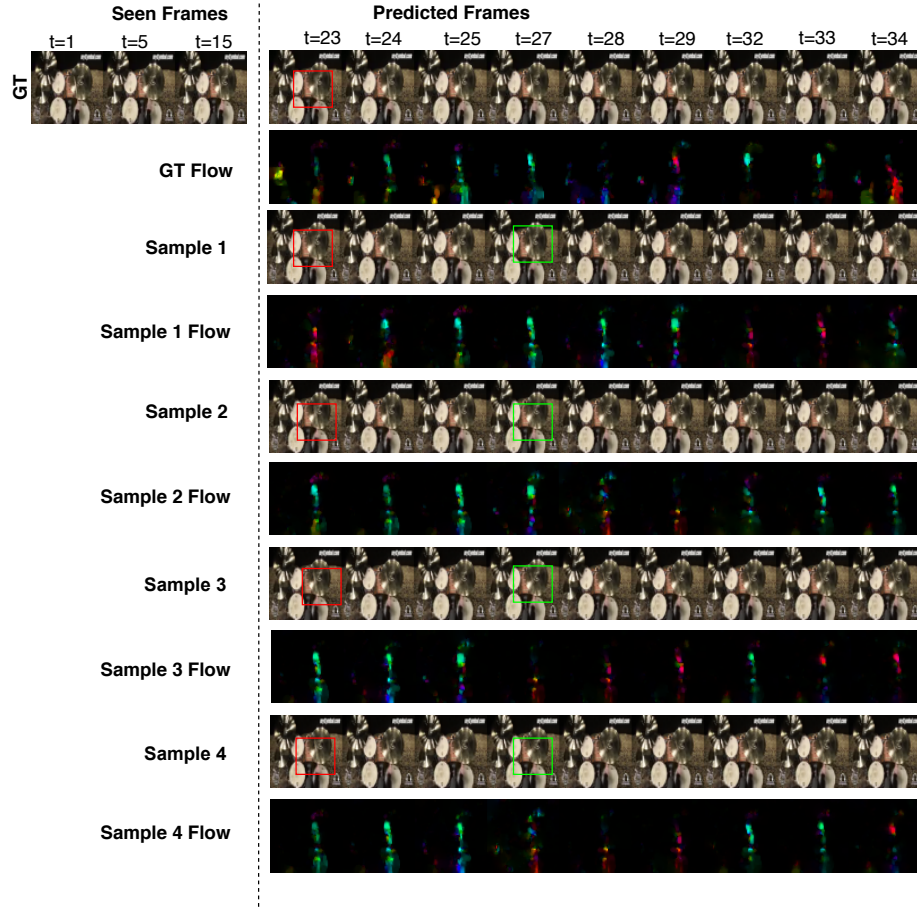 Seen Frames Predicted Frames
t=1 t=5 t=15 t=23 t=24 t=25 t=27 t=28 t=29 t=32 t=33 t=34
GT
GT Flow
Sample 1
Sample 1 Flow
Sample 2
Sample 2 Flow
Sample 3
Sample 3 Flow
Sample 4
Sample 4 Flow